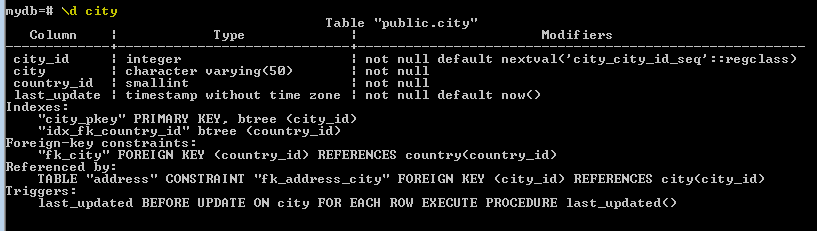 mydb=# \d city
Table "public.city"
Column | Type | Modifiers
city_id | integer | not null default nextval('city_city_id_seq'::regclass)
city | character varying(50) | not null
country_id | smallint | not null
last_update | timestamp without time zone | not null default now()
Indexes:
"city_pkey" PRIMARY KEY, btree (city_id)
"idx_fk_country_id" btree (country_id)
Foreign-key constraints:
"fk_city" FOREIGN KEY (country_id) REFERENCES country(country_id)
Referenced by:
TABLE "address" CONSTRAINT "fk_address_city" FOREIGN KEY (city_id) REFERENCES city(city_id)
Triggers:
last_updated BEFORE UPDATE ON city FOR EACH ROW EXECUTE PROCEDURE last_updated()